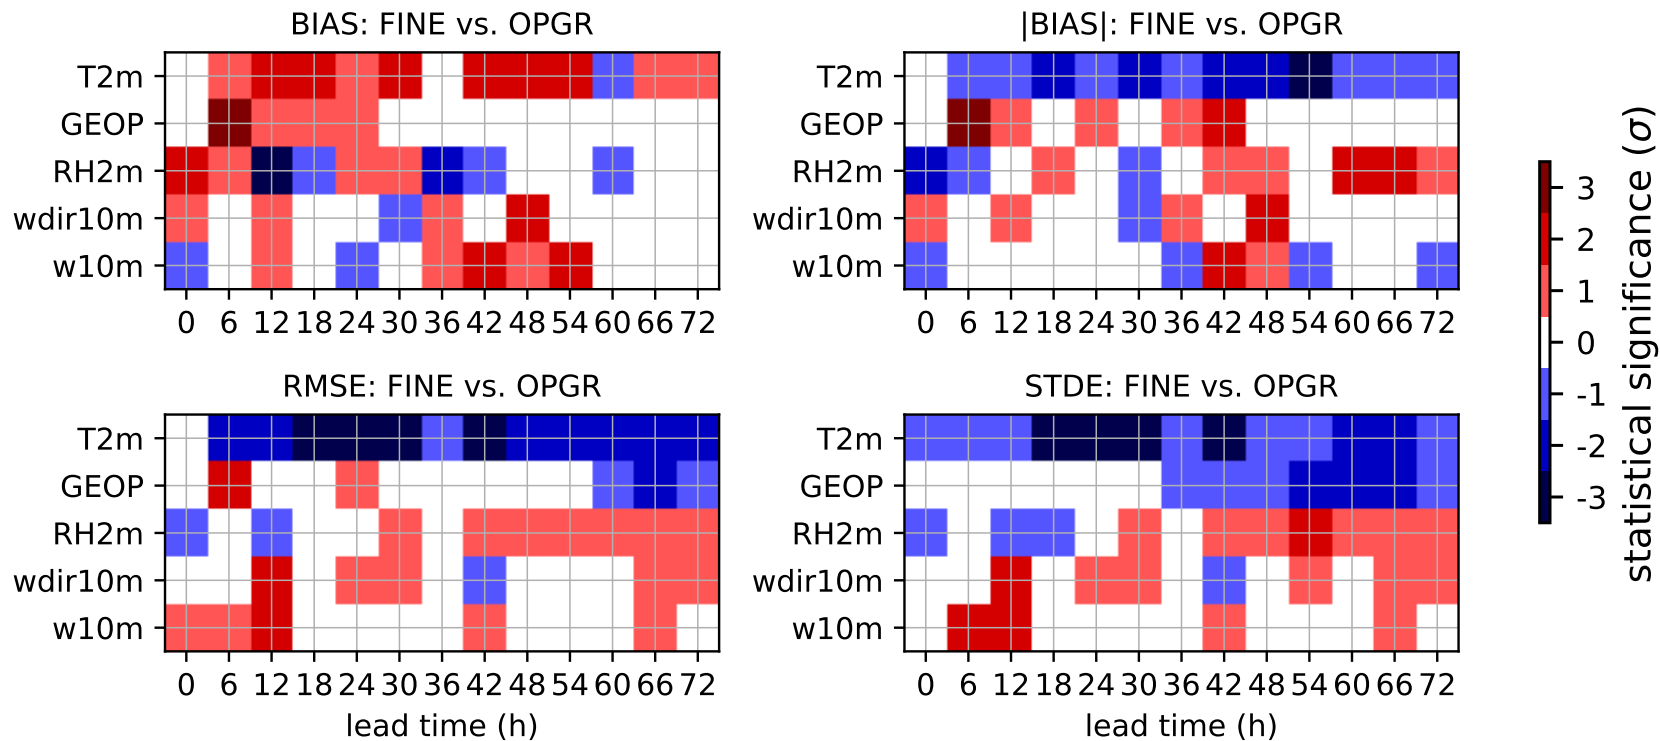 BIAS: FINE vs. OPGR
T2m
GEOP
RH2m
wdir10m
w10m
0 6 12 18 24 30 36 42 48 54 60 66 72
|BIAS|: FINE vs. OPGR
T2m
GEOP
RH2m
wdir10m
w10m
0 6 12 18 24 30 36 42 48 54 60 66 72
RMSE: FINE vs. OPGR
T2m
GEOP
RH2m
wdir10m
w10m
0 6 12 18 24 30 36 42 48 54 60 66 72
lead time (h)
STDE: FINE vs. OPGR
T2m
GEOP
RH2m
wdir10m
w10m
0 6 12 18 24 30 36 42 48 54 60 66 72
lead time (h)
3
2
1
0
-1
-2
-3
statistical significance (σ)